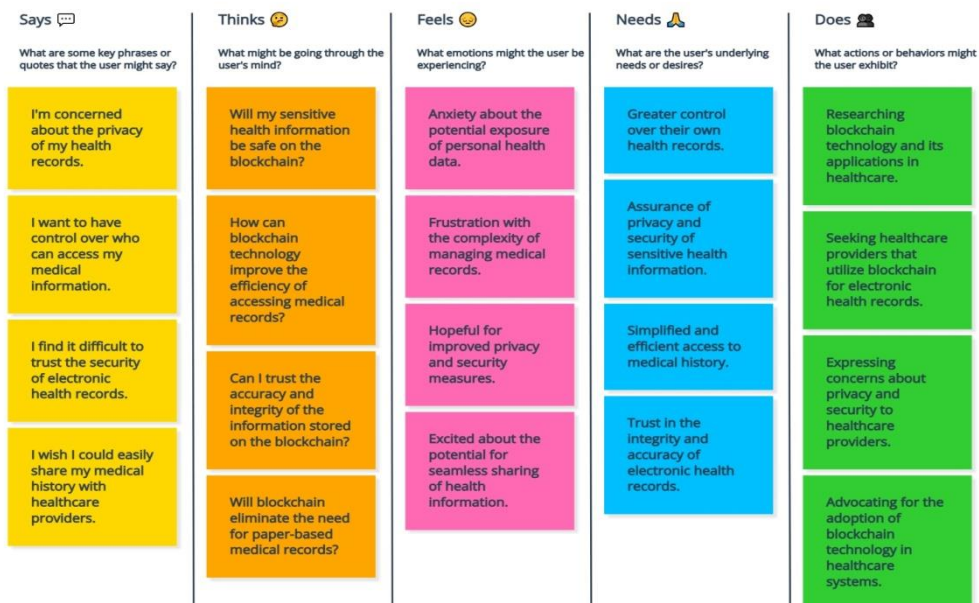 Says 💬
What are some key phrases or
quotes that the user might say?
I'm concerned
about the privacy
of my health
records.
I want to have
control over who
can access my
medical
information.
I find it difficult to
trust the security
of electronic
health records.
I wish I could easily
share my medical
history with
healthcare
providers.
Thinks 🤔
What might be going through the
user's mind?
Will my sensitive
health information
be safe on the
blockchain?
How can
blockchain
technology
improve the
efficiency of
accessing medical
records?
Can I trust the
accuracy and
integrity of the
information stored
on the blockchain?
Will blockchain
eliminate the need
for paper-based
medical records?
Feels 😞
What emotions might the user be
experiencing?
Anxiety about the
potential exposure
of personal health
data.
Frustration with
the complexity of
managing medical
records.
Hopeful for
improved privacy
and security
measures.
Excited about the
potential for
seamless sharing
of health
information.
Needs 🙏
What are the user's underlying
needs or desires?
Greater control
over their own
health records.
Assurance of
privacy and
security of
sensitive health
information.
Simplified and
efficient access to
medical history.
Trust in the
integrity and
accuracy of
electronic health
records.
Does 👥
What actions or behaviors might
the user exhibit?
Researching
blockchain
technology and its
applications in
healthcare.
Seeking healthcare
providers that
utilize blockchain
for electronic
health records.
Expressing
concerns about
privacy and
security to
healthcare
providers.
Advocating for the
adoption of
blockchain
technology in
healthcare
systems.